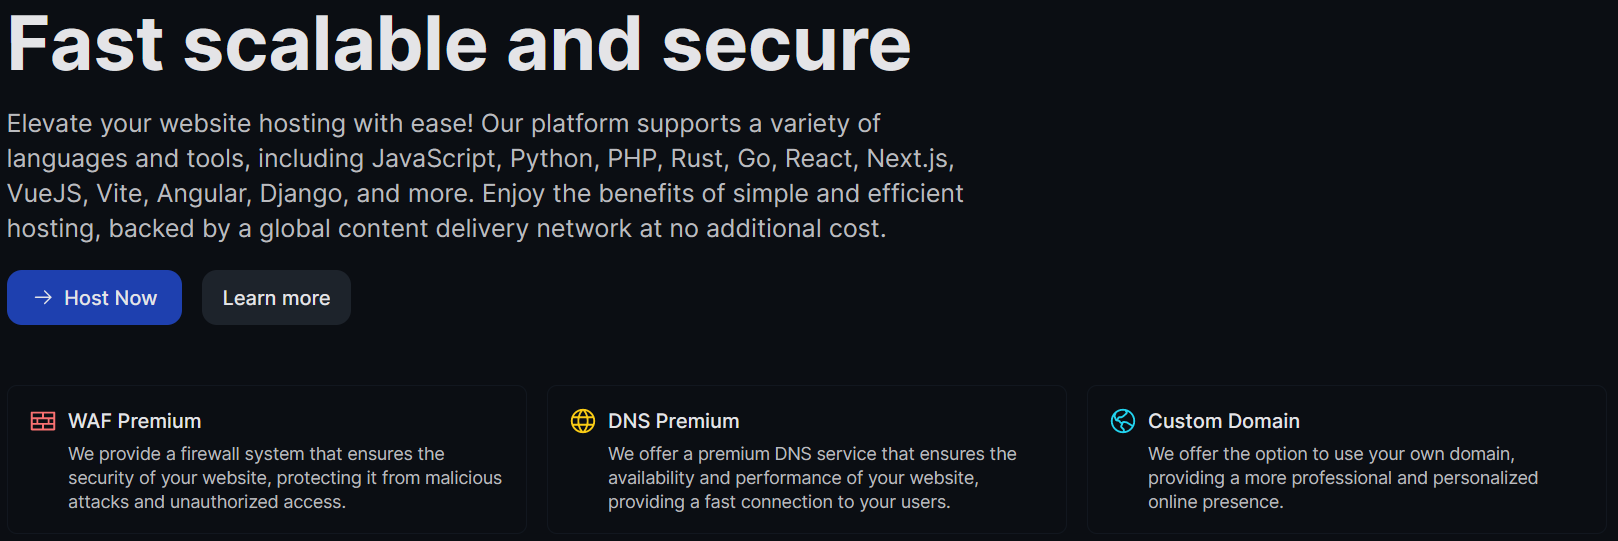 Fast scalable and secure
Elevate your website hosting with ease! Our platform supports a variety of
languages and tools, including JavaScript, Python, PHP, Rust, Go, React, Next.js,
VueJS, Vite, Angular, Django, and more. Enjoy the benefits of simple and efficient
hosting, backed by a global content delivery network at no additional cost.
Host Now
Learn more
WAF Premium
We provide a firewall system that ensures the
security of your website, protecting it from malicious
attacks and unauthorized access.
DNS Premium
We offer a premium DNS service that ensures the
availability and performance of your website,
providing a fast connection to your users.
Custom Domain
We offer the option to use your own domain,
providing a more professional and personalized
online presence.